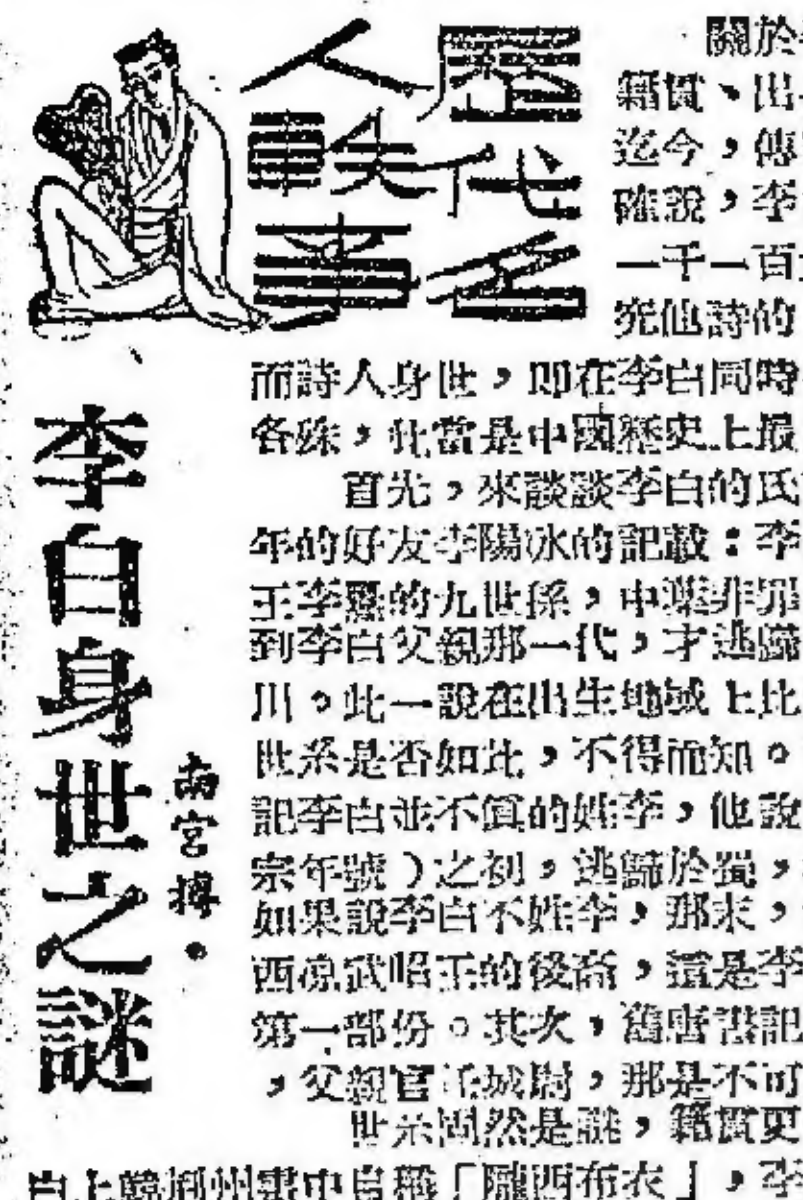 歷代名
人軼事
李白身世之謎
南宮搏。
關於
籍貫、出
迄今，傳
確說，李
一千一百
究他詩的
而詩人身世，即在李白同時
各殊，此當是中國歷史上最
首先，來談談李白的氏
年的好友李陽冰的記載：李
王李暠的九世孫，中葉非罪
到李白父親那一代，才逃歸
川。此一說在出生地域上比
世系是否如此，不得而知。
記李白並不真的姓李，他說
宗年號）之初，逃歸於蜀，
如果說李白不姓李，那末，
西涼武昭王的後裔，這是李
第一部份。其次，舊唐書記
，父親官任城尉，那是不可
世系固然是謎，籍貫更
白上韓荊州書中自稱「隴西布衣」，李